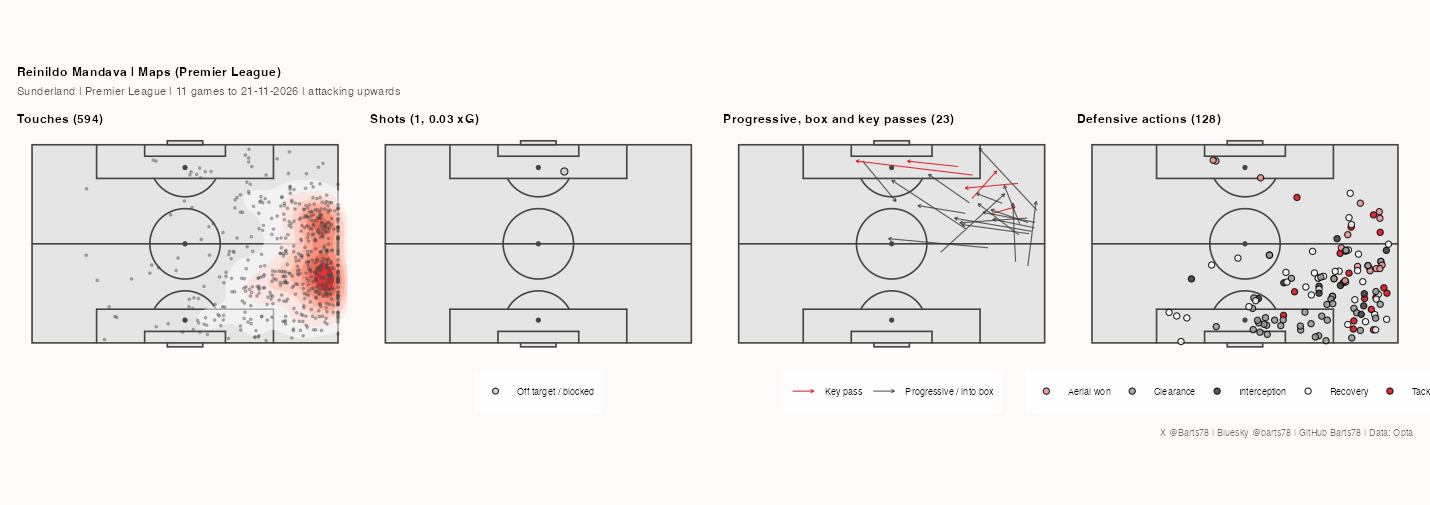 Reinildo Mandava | Maps (Premier League)
Sunderland | Premier League | 11 games to 21-11-2026 | attacking upwards
Touches (594)
Shots (1, 0.03 xG)
Progressive, box and key passes (23)
Defensive actions (128)
Off target / blocked
Key pass
Progressive / into box
Aerial won
Clearance
Interception
Recovery
Tack
X @Barts78 | Bluesky @barts78 | GitHub Barts78 | Data: Opta